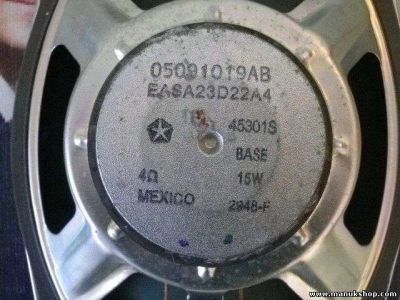 05091019AB
EASA23D22A4
45301S
BASE
4Ω 15W
MEXICO 2948-F
www.manukshop.com